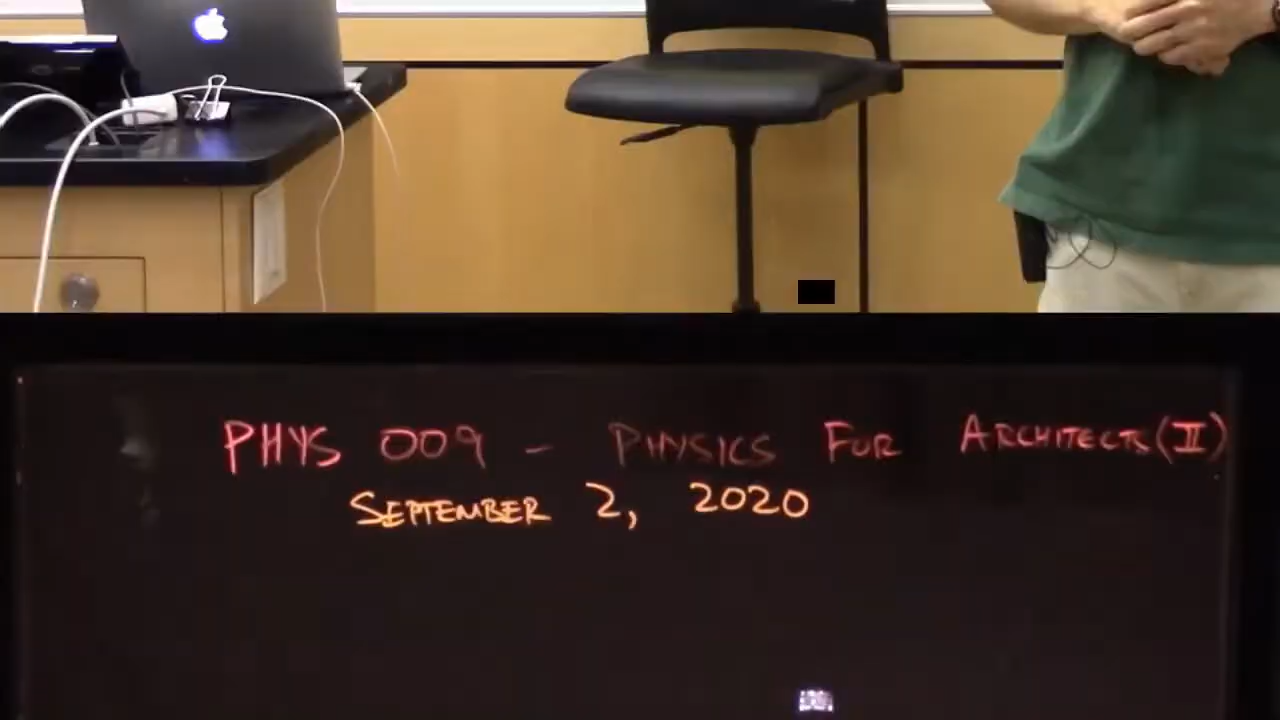 PHYS 009 - PHYSICS FOR ARCHITECTS (II)
SEPTEMBER 2, 2020